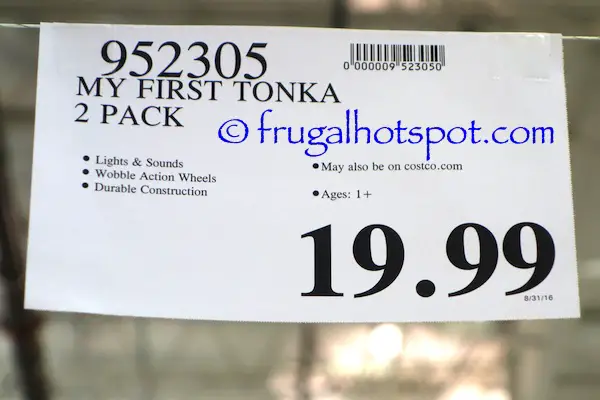 952305
0 000009 523050
MY FIRST TONKA
2 PACK
© frugalhotspot.com
• Lights & Sounds
• Wobble Action Wheels
• Durable Construction
• May also be on costco.com
• Ages: 1+
19.99
8/31/16